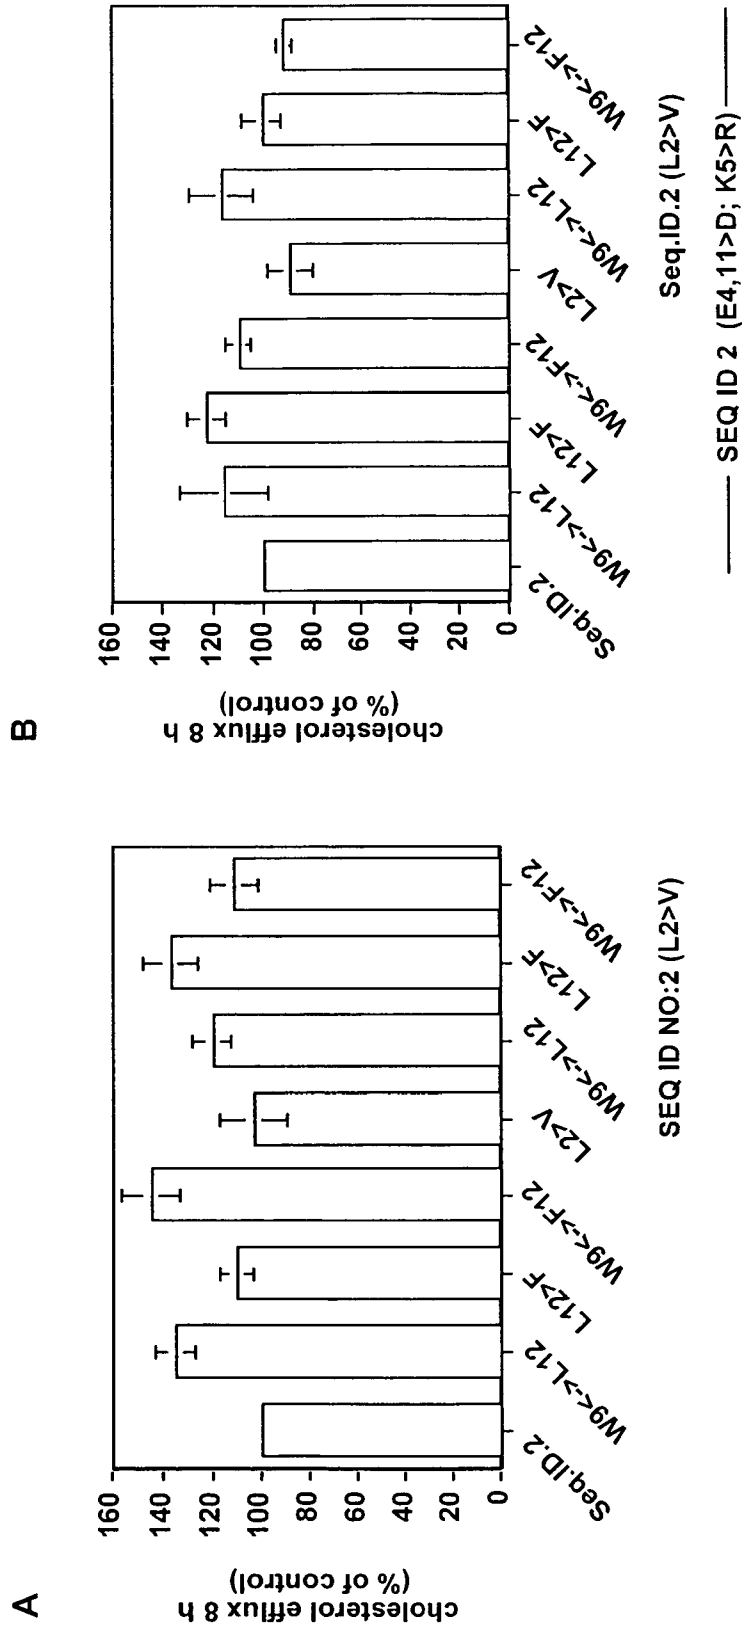 A
cholesterol efflux 8 h
(% of control)
160
140
120
100
80
60
40
20
0
Seq.ID.2
W9<->L12
L12>F
W9<->F12
L2>V
W9<->L12
L12>F
W9<->F12
SEQ ID NO:2 (L2>V)
B
cholesterol efflux 8 h
(% of control)
160
140
120
100
80
60
40
20
0
Seq.ID.2
W9<->L12
L12>F
W9<->F12
L2>V
W9<->L12
L12>F
W9<->F12
Seq.ID.2 (L2>V)
SEQ ID 2 (E4,11>D; K5>R)